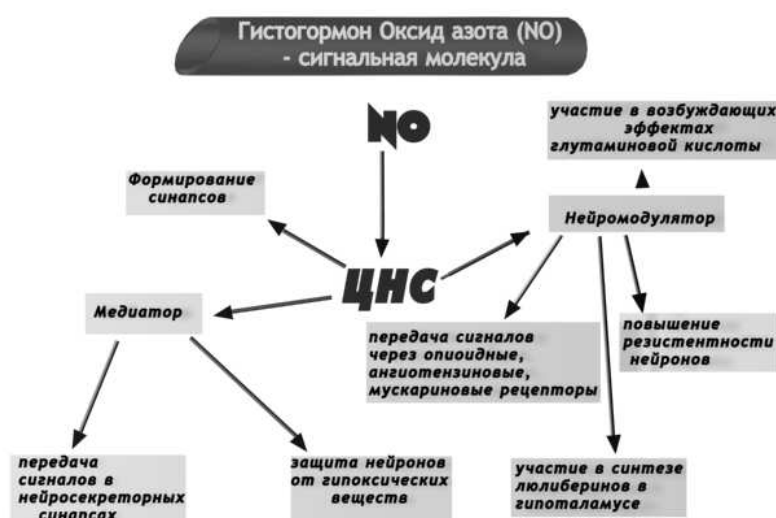 Гистогормон Оксид азота (NO)
- сигнальная молекула
NO
участие в возбуждающих
эффектах
глутаминовой кислоты
Формирование
синапсов
Нейромодулятор
ЦНС
Медиатор
передача сигналов
через опиоидные,
ангиотензиновые,
мускариновые рецепторы
повышение
резистентности
нейронов
передача
сигналов в
нейросекреторных
синапсах
защита нейронов
от гипоксических
веществ
участие в синтезе
люлиберинов в
гипоталамусе